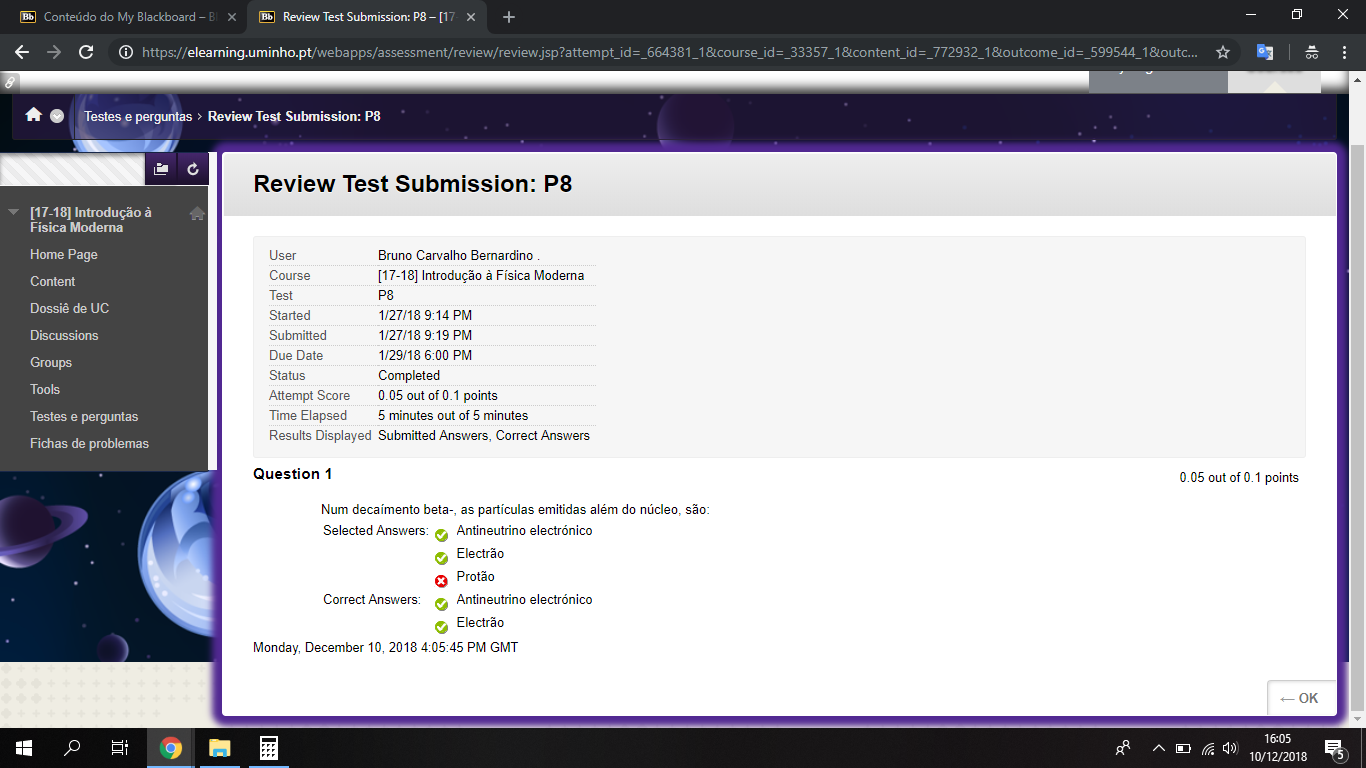 Conteúdo do My Blackboard – Bl
Review Test Submission: P8 – [17-
https://elearning.uminho.pt/webapps/assessment/review/review.jsp?attempt_id=_664381_1&course_id=_33357_1&content_id=_772932_1&outcome_id=_599544_1&outc...
Testes e perguntas › Review Test Submission: P8
[17-18] Introdução à
Física Moderna
Home Page
Content
Dossiê de UC
Discussions
Groups
Tools
Testes e perguntas
Fichas de problemas
Review Test Submission: P8
User Bruno Carvalho Bernardino .
Course [17-18] Introdução à Física Moderna
Test P8
Started 1/27/18 9:14 PM
Submitted 1/27/18 9:19 PM
Due Date 1/29/18 6:00 PM
Status Completed
Attempt Score 0.05 out of 0.1 points
Time Elapsed 5 minutes out of 5 minutes
Results Displayed Submitted Answers, Correct Answers
Question 1
0.05 out of 0.1 points
Num decaímento beta-, as partículas emitidas além do núcleo, são:
Selected Answers: Antineutrino electrónico
Electrão
Protão
Correct Answers: Antineutrino electrónico
Electrão
Monday, December 10, 2018 4:05:45 PM GMT
← OK
16:05
10/12/2018
5